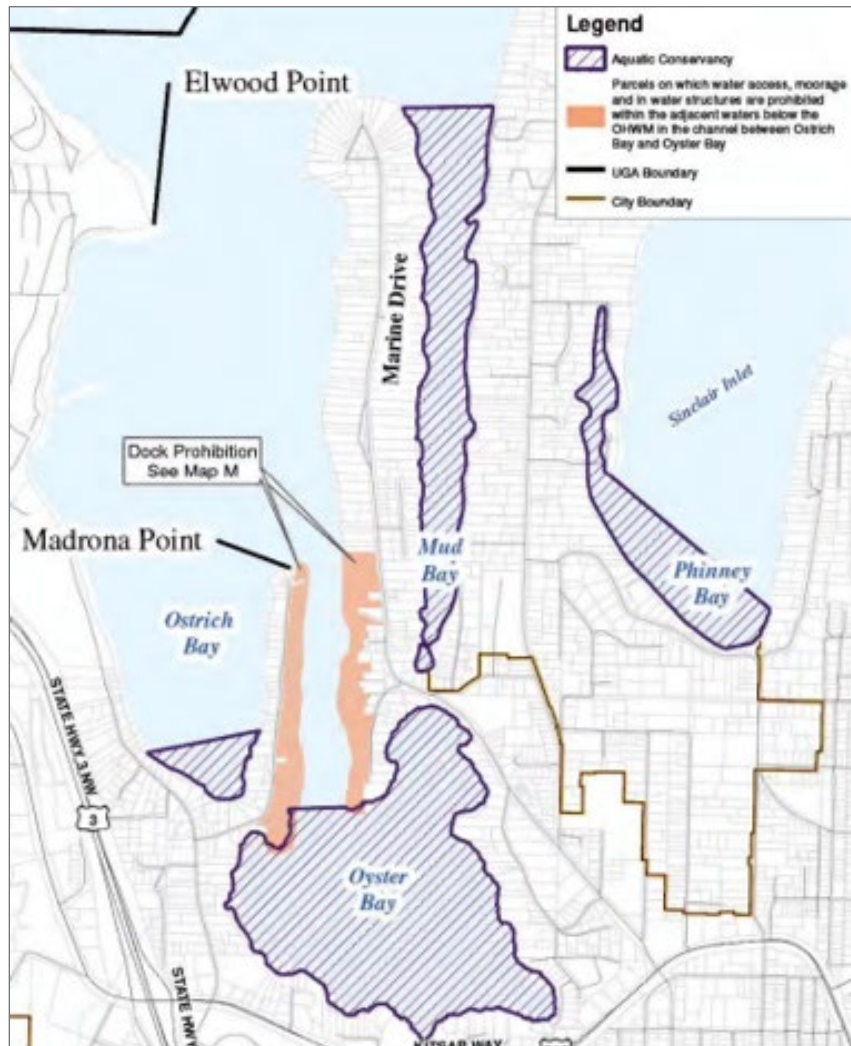 Legend
Aquatic Conservancy
Parcels on which water access, moorage
and in water structures are prohibited
within the adjacent waters below the
OHWM in the channel between Ostrich
Bay and Oyster Bay
UGA Boundary
City Boundary
Elwood Point
Marine Drive
Sinclair Inlet
Dock Prohibition
See Map M
Madrona Point
Mud
Bay
Phinney
Bay
Ostrich
Bay
STATE HWY 3 NW
3
Oyster
Bay
STATE HWY
KITSAP WAY